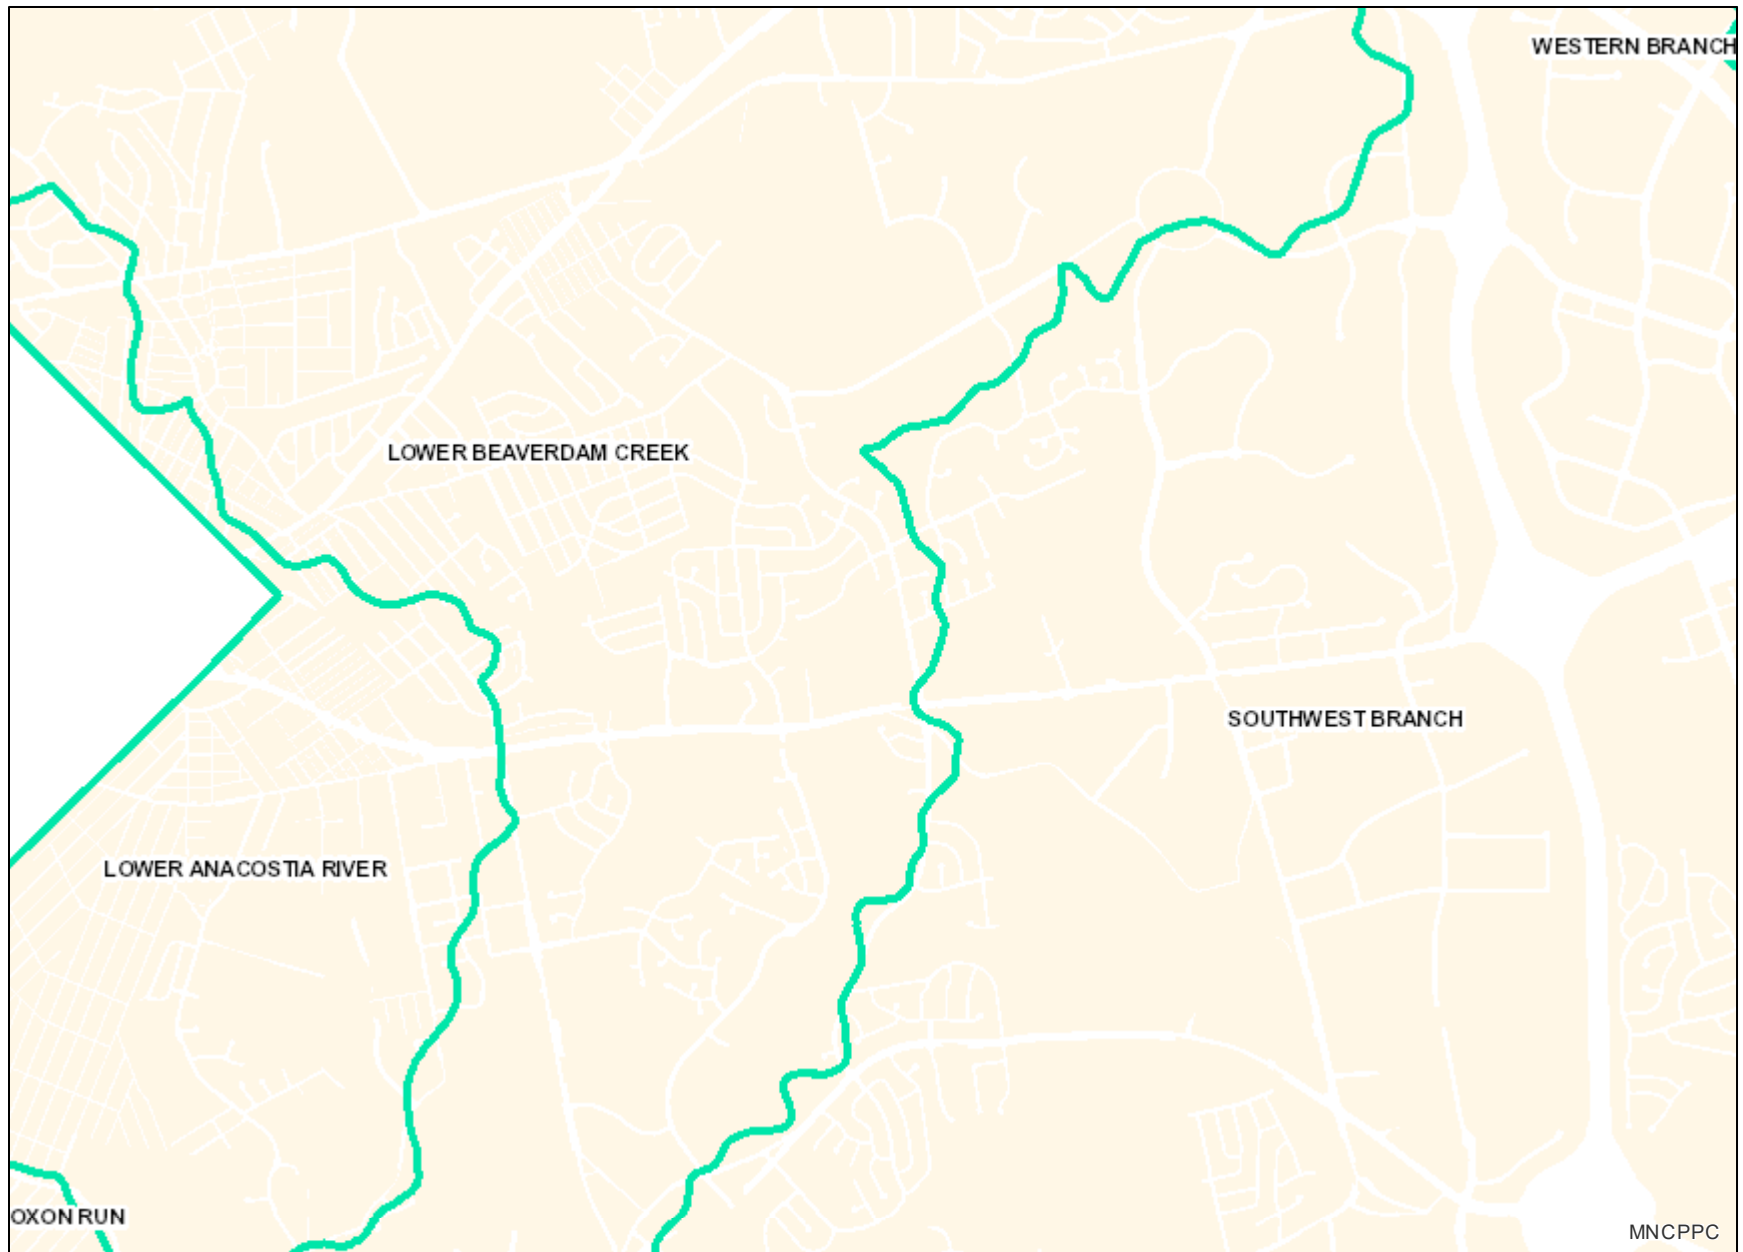 WESTERN BRANCH
LOWER BEAVERDAM CREEK
SOUTHWEST BRANCH
LOWER ANACOSTIA RIVER
OXON RUN
MNCPPC